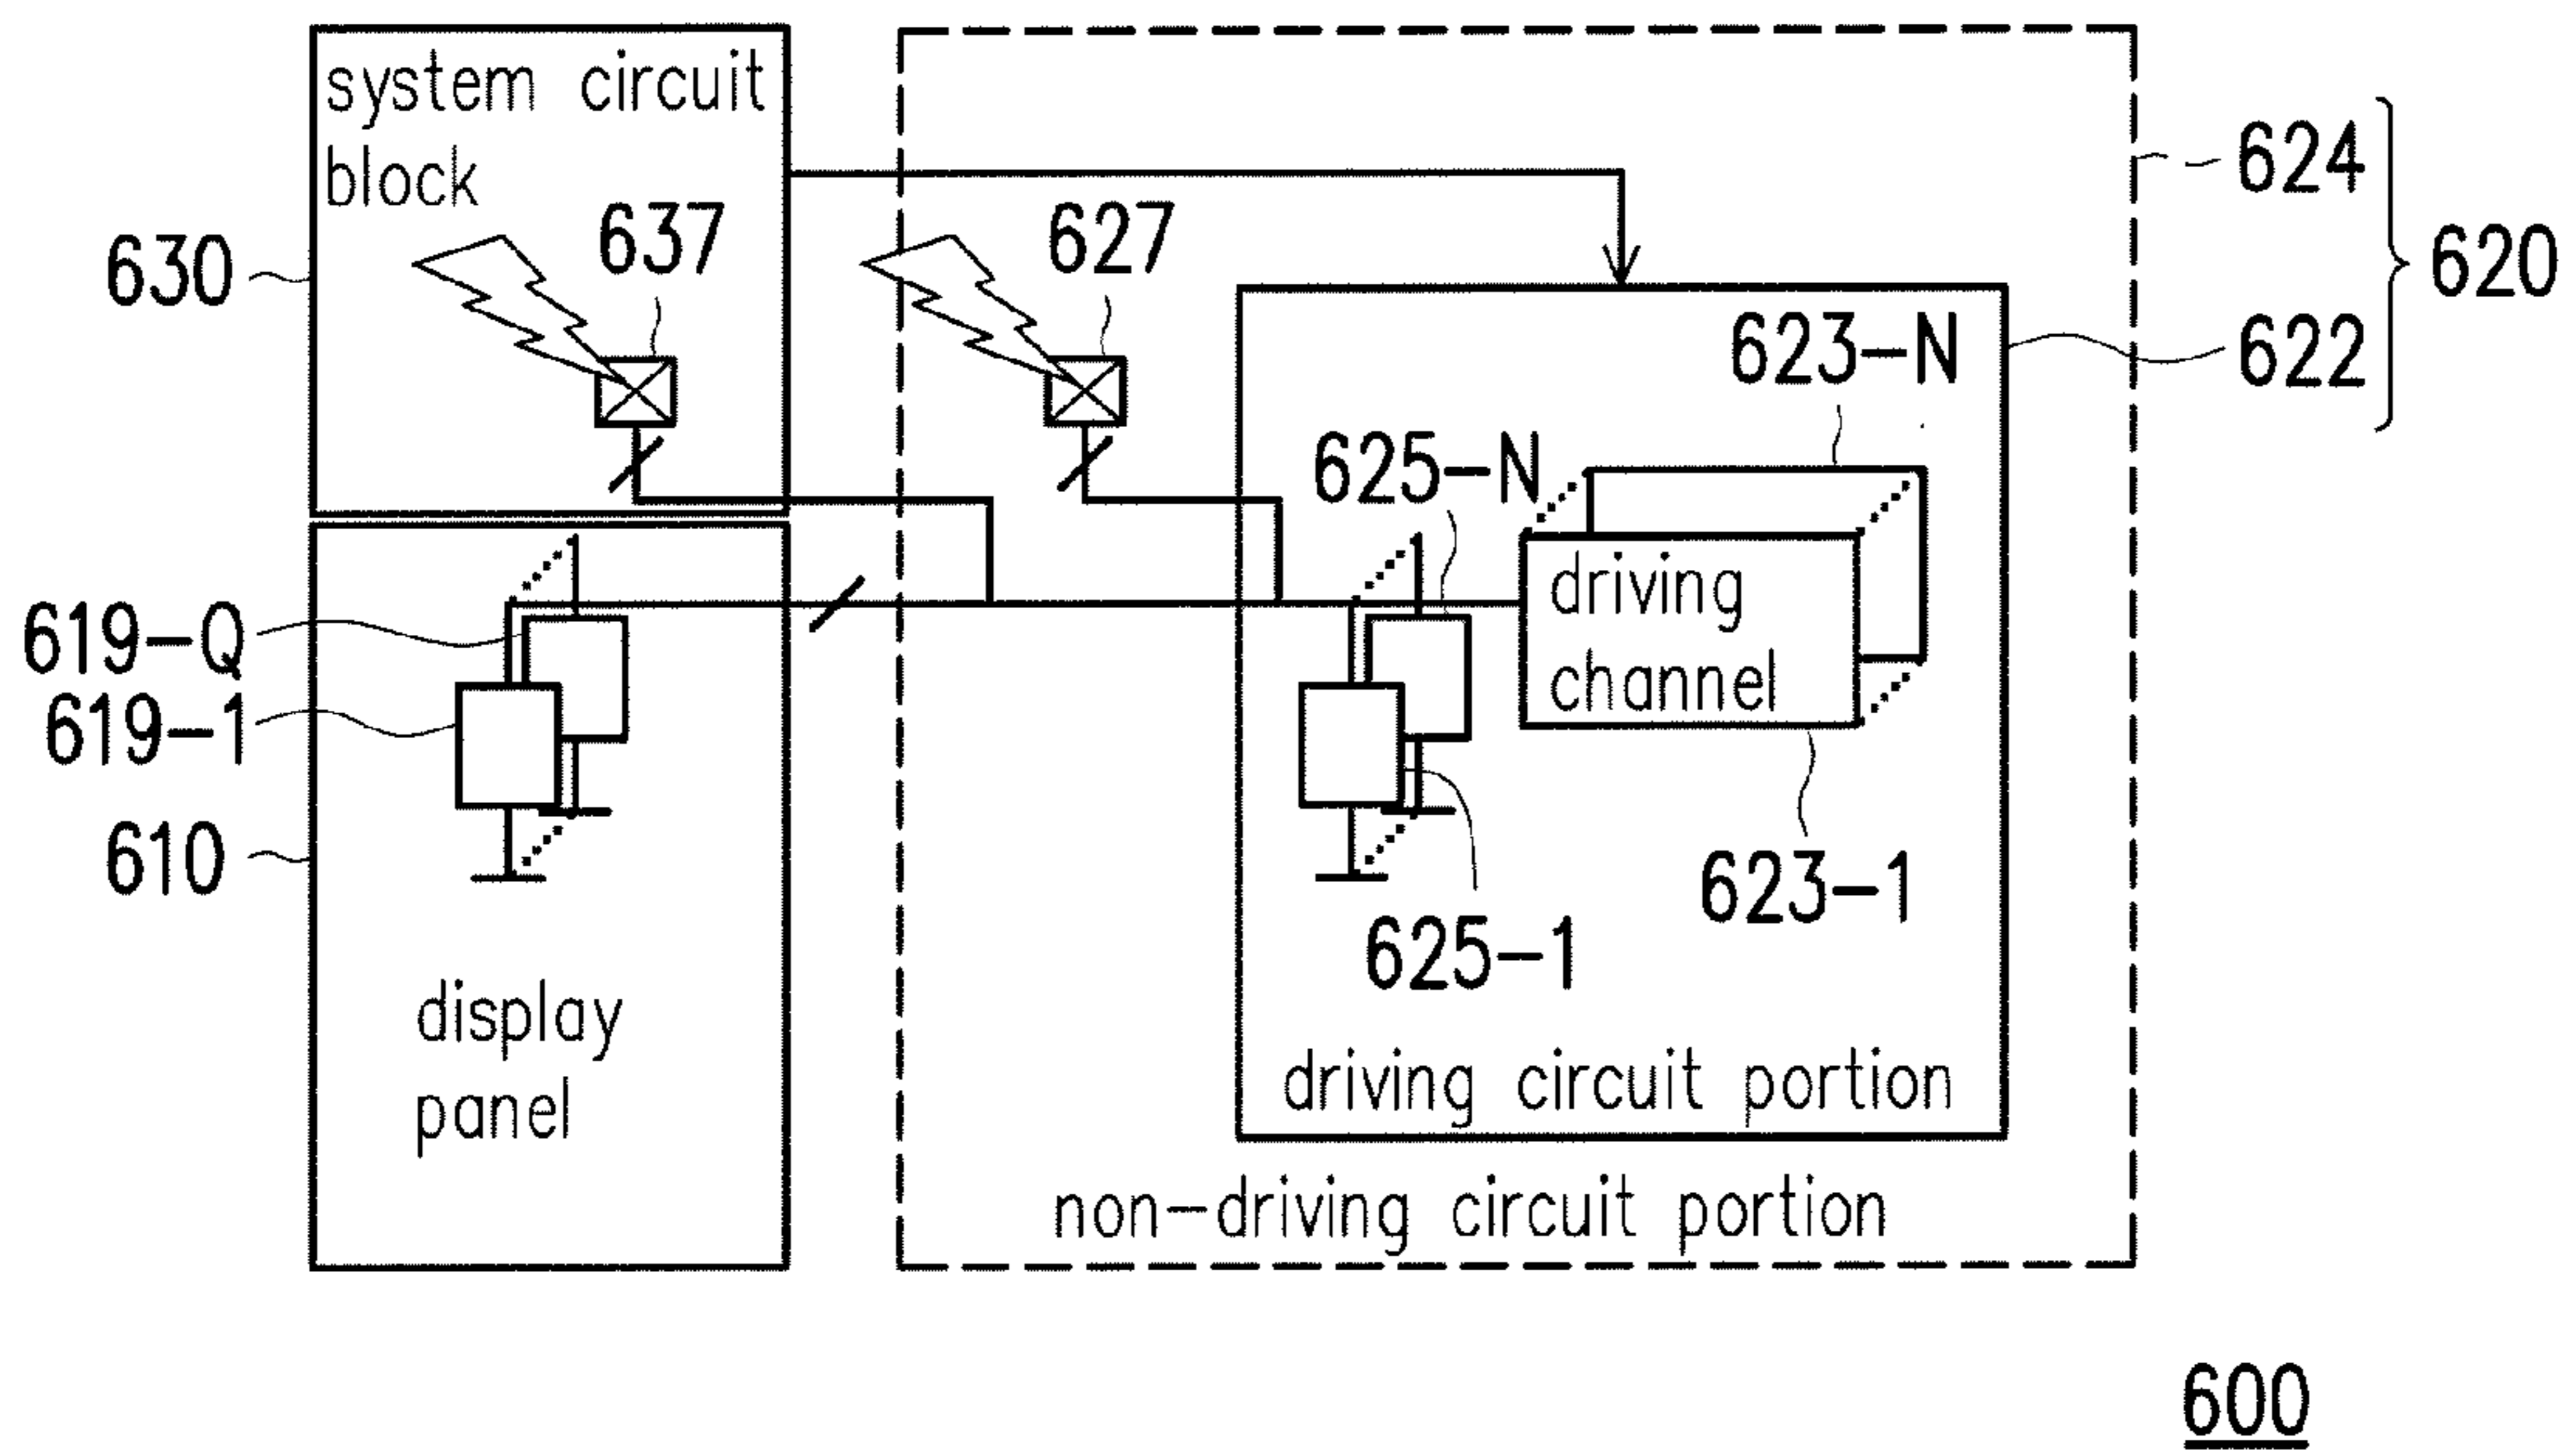 system circuit
block
637
627
624
620
630
622
623-N
625-N
driving
channel
619-Q
619-1
610
623-1
625-1
display
panel
driving circuit portion
non-driving circuit portion
600